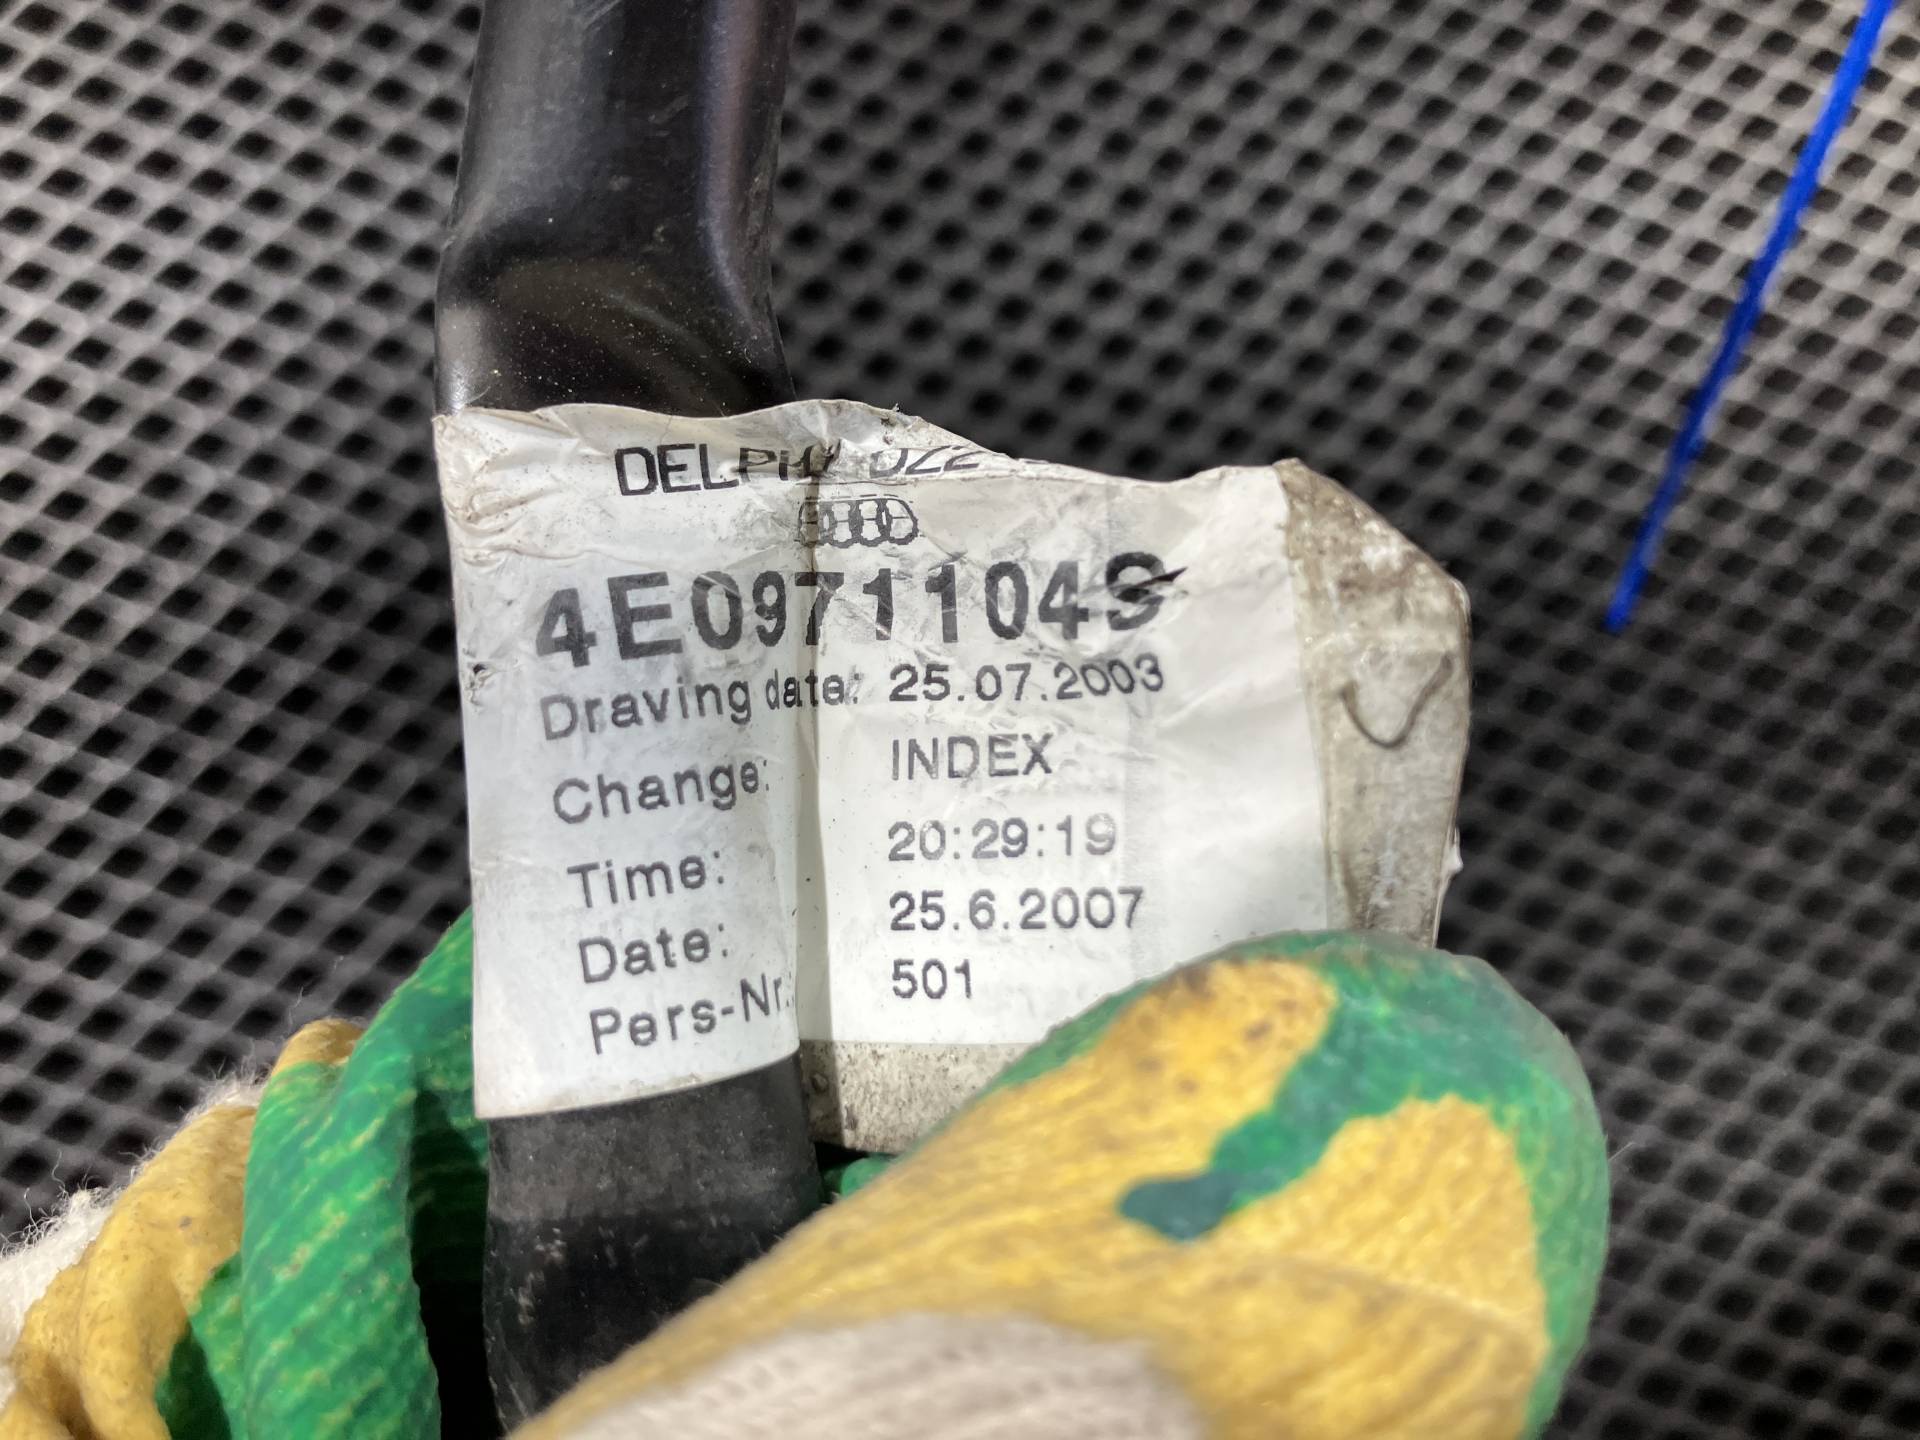 DELPHI DZ2
4E0971104S
Draving date: 25.07.2003
Change: INDEX
Time: 20:29:19
Date: 25.6.2007
Pers-Nr.: 501